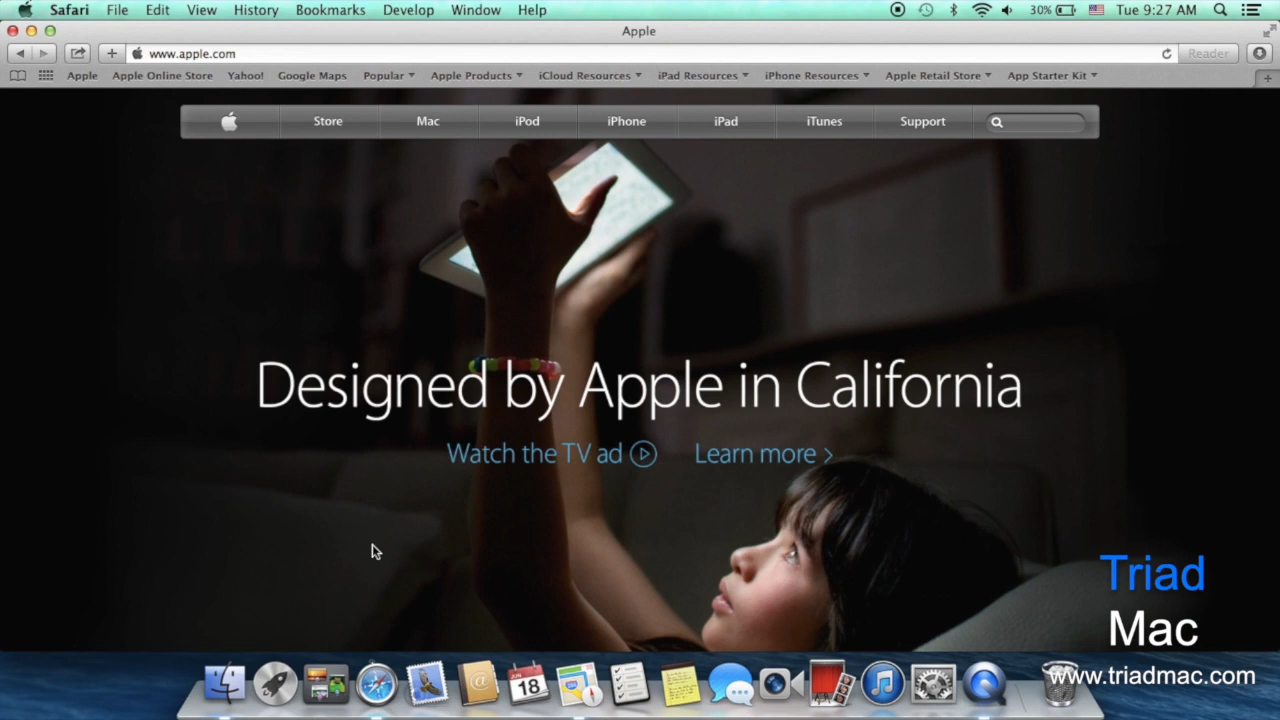 Safari File Edit View History Bookmarks Develop Window Help 30% Tue 9:27 AM
Apple
www.apple.com Reader
Apple Apple Online Store Yahoo! Google Maps Popular Apple Products iCloud Resources iPad Resources iPhone Resources Apple Retail Store App Starter Kit
Store Mac iPod iPhone iPad iTunes Support
Designed by Apple in California
Watch the TV ad Learn more >
Triad
Mac
JUN
18
www.triadmac.com